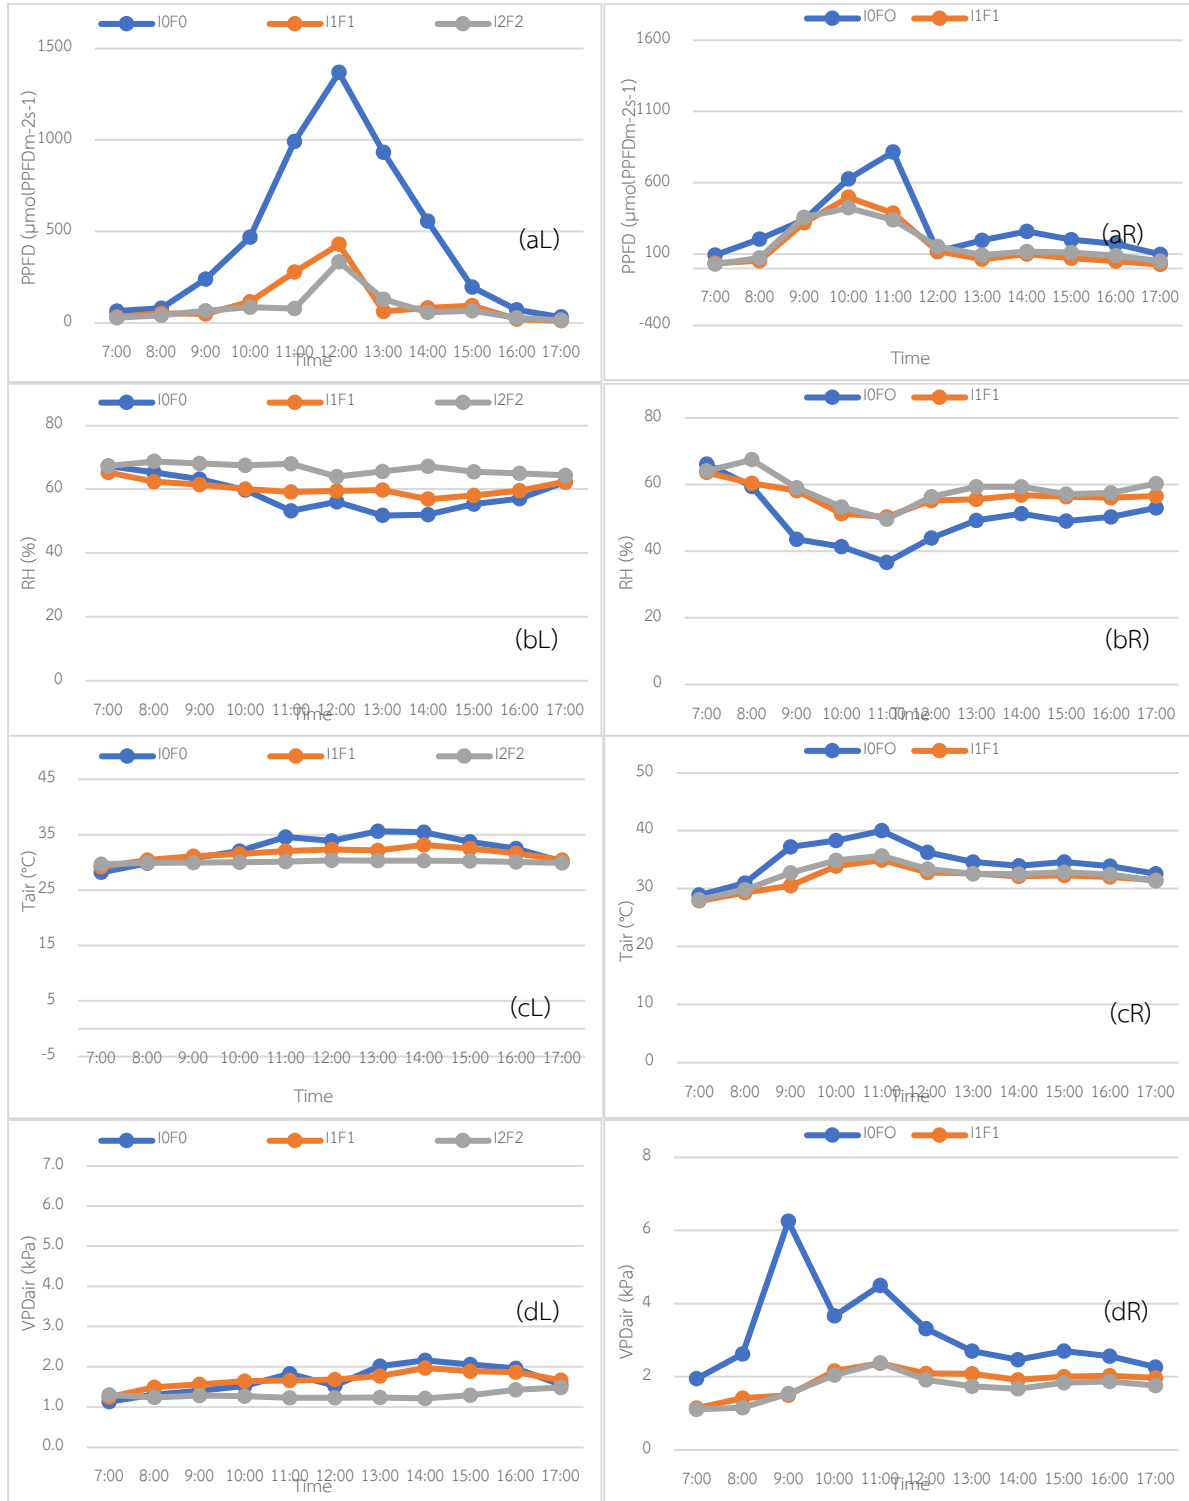 I0F0 I1F1 I2F2
1500
1000
500
0
PPFD (µmolPPFDm-2s-1)
(aL)
7:00 8:00 9:00 10:00 11:00 12:00 13:00 14:00 15:00 16:00 17:00
Time
I0FO I1F1
1600
1100
600
100
-400
PPFD (µmolPPFDm-2s-1)
(aR)
7:00 8:00 9:00 10:00 11:00 12:00 13:00 14:00 15:00 16:00 17:00
Time
I0F0 I1F1 I2F2
80
60
40
20
0
RH (%)
(bL)
7:00 8:00 9:00 10:00 11:00 12:00 13:00 14:00 15:00 16:00 17:00
Time
I0FO I1F1
80
60
40
20
0
RH (%)
(bR)
7:00 8:00 9:00 10:00 11:00 12:00 13:00 14:00 15:00 16:00 17:00
Time
I0F0 I1F1 I2F2
45
35
25
15
5
-5
Tair (°C)
(cL)
7:00 8:00 9:00 10:00 11:00 12:00 13:00 14:00 15:00 16:00 17:00
Time
I0FO I1F1
50
40
30
20
10
0
Tair (°C)
(cR)
7:00 8:00 9:00 10:00 11:00 12:00 13:00 14:00 15:00 16:00 17:00
Time
I0F0 I1F1 I2F2
7.0
6.0
5.0
4.0
3.0
2.0
1.0
0.0
VPDair (kPa)
(dL)
7:00 8:00 9:00 10:00 11:00 12:00 13:00 14:00 15:00 16:00 17:00
Time
I0FO I1F1
8
6
4
2
0
VPDair (kPa)
(dR)
7:00 8:00 9:00 10:00 11:00 12:00 13:00 14:00 15:00 16:00 17:00
Time